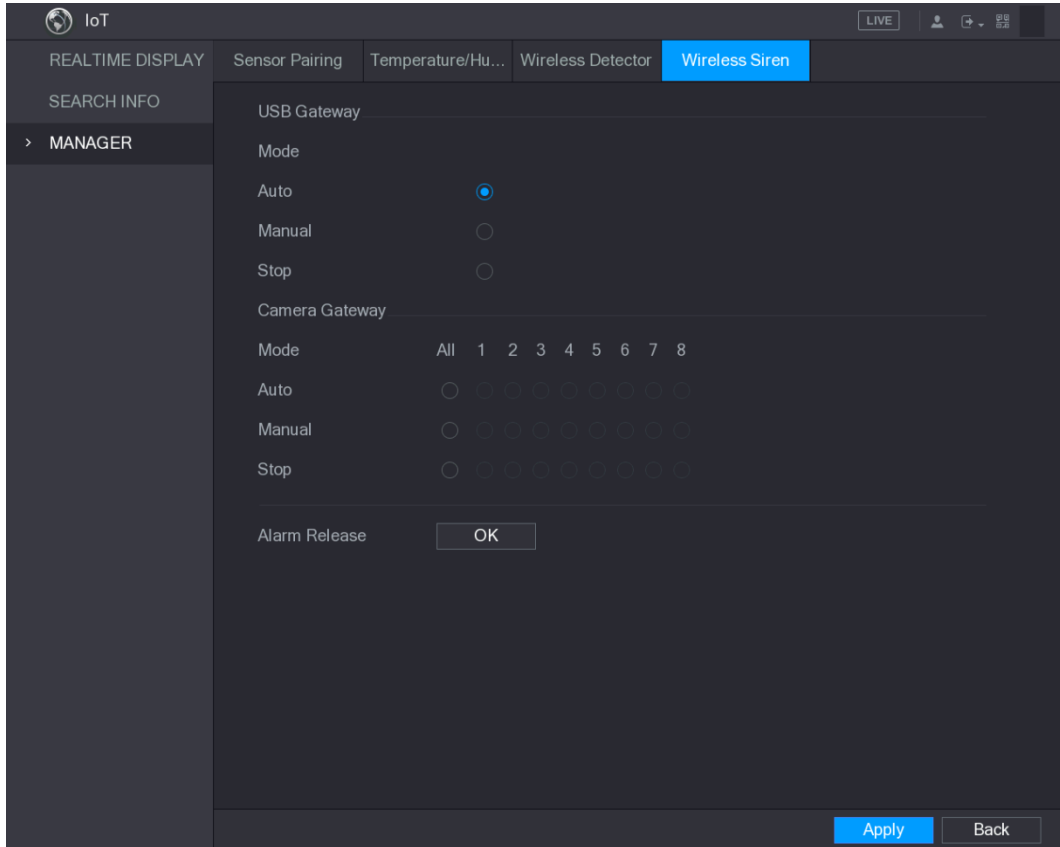 IoT
LIVE
REALTIME DISPLAY
SEARCH INFO
MANAGER
Sensor Pairing Temperature/Hu... Wireless Detector Wireless Siren
USB Gateway
Mode
Auto
Manual
Stop
Camera Gateway
Mode All 1 2 3 4 5 6 7 8
Auto
Manual
Stop
Alarm Release OK
Apply Back